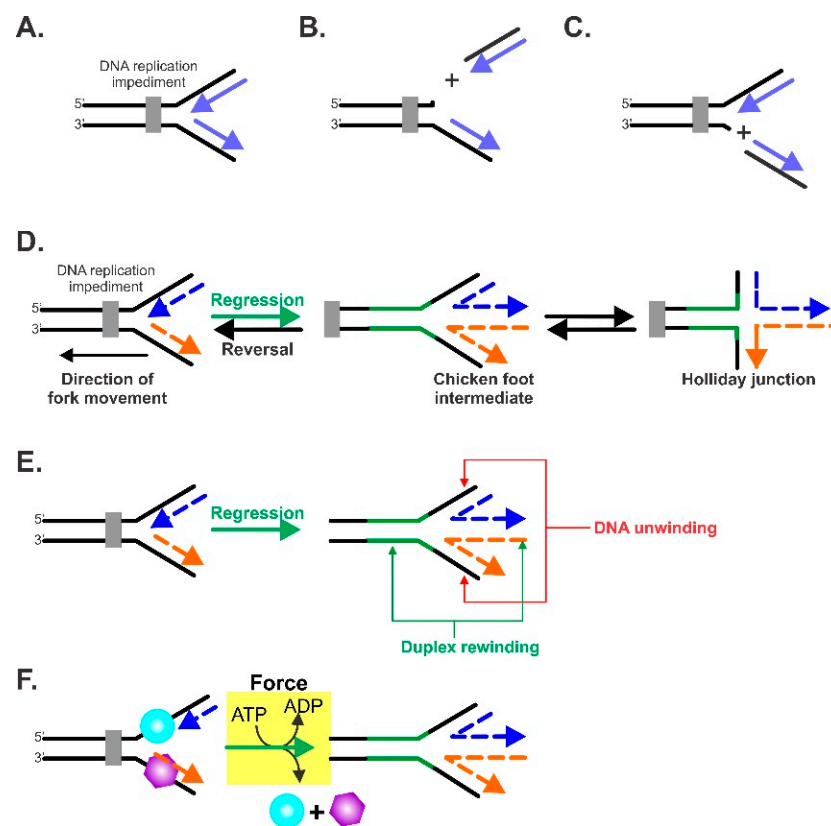 A.
DNA replication
impediment
5'
3'
B.
+
5'
3'
C.
5'
3'
+
D.
DNA replication
impediment
5'
3'
Direction of
fork movement
Regression
Reversal
Chicken foot
intermediate
Holliday junction
E.
5'
3'
Regression
DNA unwinding
Duplex rewinding
F.
5'
3'
Force
ATP
ADP
+